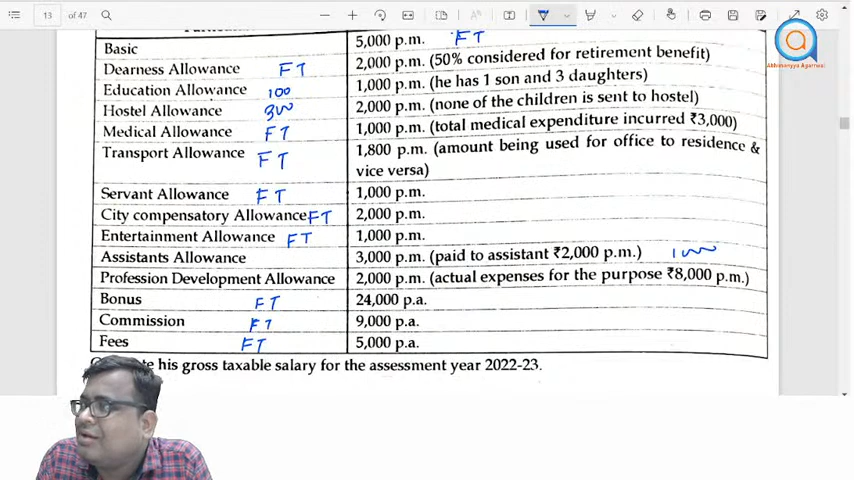 13 of 47
Basic 5,000 p.m. FT
Dearness Allowance FT 2,000 p.m. (50% considered for retirement benefit)
Education Allowance 100 1,000 p.m. (he has 1 son and 3 daughters)
Hostel Allowance 300 2,000 p.m. (none of the children is sent to hostel)
Medical Allowance FT 1,000 p.m. (total medical expenditure incurred ₹3,000)
Transport Allowance FT 1,800 p.m. (amount being used for office to residence &
vice versa)
Servant Allowance FT 1,000 p.m.
City compensatory Allowance FT 2,000 p.m.
Entertainment Allowance FT 1,000 p.m.
Assistants Allowance 3,000 p.m. (paid to assistant ₹2,000 p.m.) 1000
Profession Development Allowance 2,000 p.m. (actual expenses for the purpose ₹8,000 p.m.)
Bonus FT 24,000 p.a.
Commission FT 9,000 p.a.
Fees FT 5,000 p.a.
his gross taxable salary for the assessment year 2022-23.
Abhimanyya Agarrwal